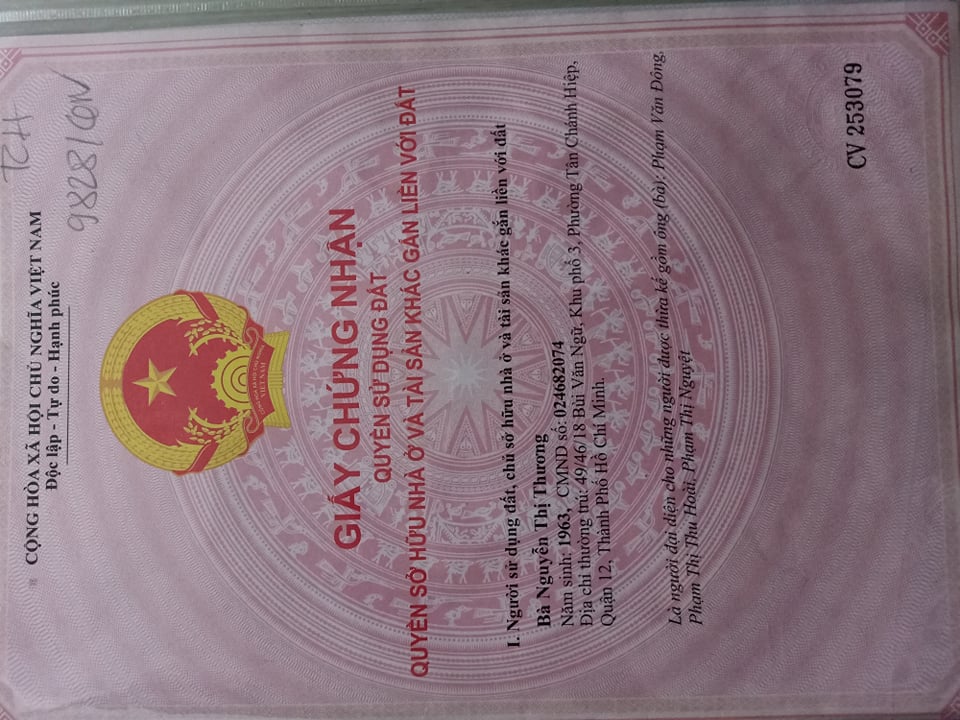 TCH
9828/GN
CỘNG HÒA XÃ HỘI CHỦ NGHĨA VIỆT NAM
Độc lập - Tự do - Hạnh phúc
VIỆT NAM
GIẤY CHỨNG NHẬN
QUYỀN SỬ DỤNG ĐẤT
QUYỀN SỞ HỮU NHÀ Ở VÀ TÀI SẢN KHÁC GẮN LIỀN VỚI ĐẤT
I. Người sử dụng đất, chủ sở hữu nhà ở và tài sản khác gắn liền với đất
Bà Nguyễn Thị Thương
Năm sinh: 1963, CMND số: 024682074
Địa chỉ thường trú: 49/46/18 Bùi Văn Ngữ, Khu phố 3, Phường Tân Chánh Hiệp,
Quận 12, Thành Phố Hồ Chí Minh.
Là người đại diện cho những người được thừa kế gồm ông (bà): Phạm Văn Đông,
Phạm Thị Thu Hoài, Phạm Thị Nguyệt
CV 253079